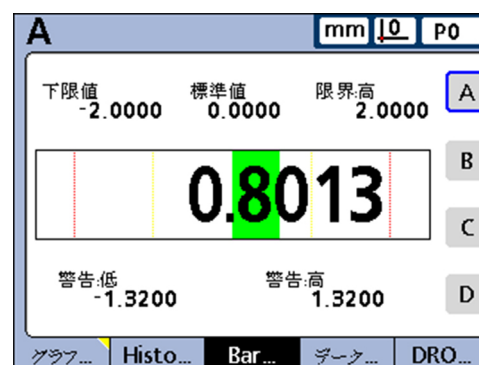 A mm 0 P0
下限値 標準値 限界:高 A
-2.0000 0.0000 2.0000
B
0.8013
C
警告:低 警告:高
-1.3200 1.3200 D
グラフ... Histo... Bar... データ... DRO...